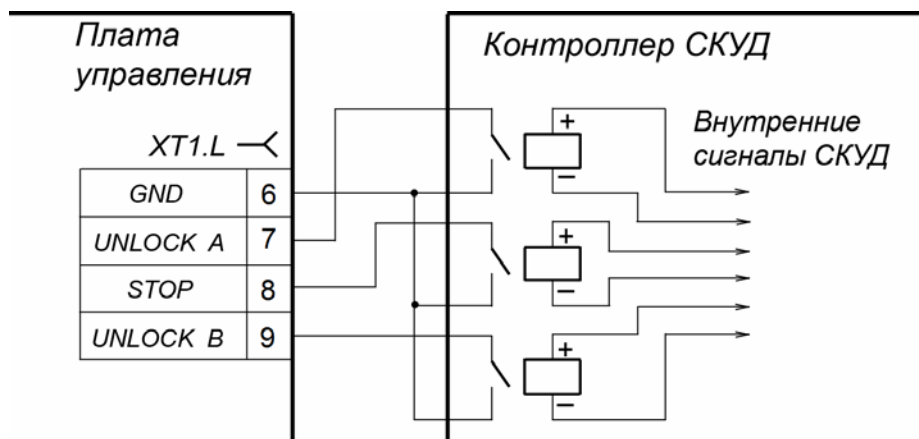 Плата
управления
Контроллер СКУД
XT1.L
GND 6
UNLOCK A 7
STOP 8
UNLOCK B 9
+
−
+
−
+
−
Внутренние
сигналы СКУД